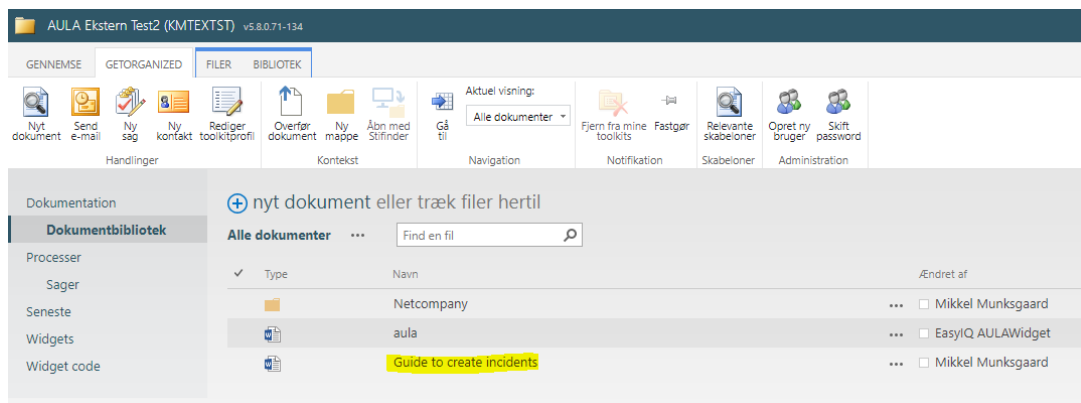 AULA Ekstern Test2 (KMTEXTST) v5.8.0.71-134
GENNEMSE GETORGANIZED FILER BIBLIOTEK
Nyt dokument
Send e-mail
Ny sag
Ny kontakt
Rediger toolkitprofil
Handlinger
Overfør dokument
Ny mappe
Åbn med Stifinder
Kontekst
Gå til
Aktuel visning:
Alle dokumenter
Navigation
Fjern fra mine toolkits
Fastgør
Notifikation
Relevante skabeloner
Skabeloner
Opret ny bruger
Skift password
Administration
Dokumentation
Dokumentbibliotek
Processer
Sager
Seneste
Widgets
Widget code
nyt dokument eller træk filer hertil
Alle dokumenter ••• Find en fil
Type Navn Ændret af
Netcompany ••• Mikkel Munksgaard
aula ••• EasyIQ AULAWidget
Guide to create incidents ••• Mikkel Munksgaard